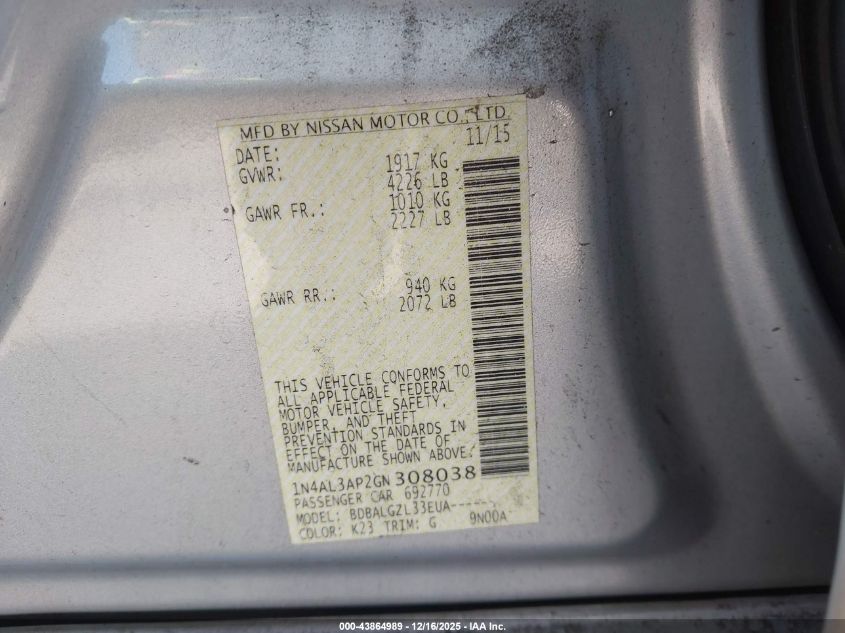 MFD BY NISSAN MOTOR CO., LTD.
DATE: 11/15
GVWR: 1917 KG
4226 LB
GAWR FR.: 1010 KG
2227 LB
GAWR RR.: 940 KG
2072 LB
THIS VEHICLE CONFORMS TO
ALL APPLICABLE FEDERAL
MOTOR VEHICLE SAFETY,
BUMPER, AND THEFT
PREVENTION STANDARDS IN
EFFECT ON THE DATE OF
MANUFACTURE SHOWN ABOVE.
1N4AL3AP2GN308038
PASSENGER CAR 692770
MODEL: BDBALGZL33EUA-----
COLOR: K23 TRIM: G 9N00A
000-43864989 - 12/16/2025 - IAA Inc.